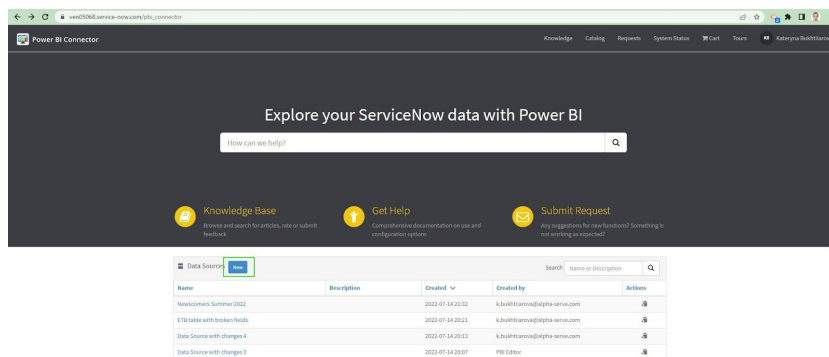 ven05068.service-now.com/pbi_connector
Power BI Connector
Knowledge Catalog Requests System Status Cart Tours KB Kateryna Bukhtiiarova
Explore your ServiceNow data with Power BI
How can we help?
Knowledge Base
Browse and search for articles, rate or submit
feedback
Get Help
Comprehensive documentation on use and
configuration options
Submit Request
Any suggestions for new functions? Something is
not working as expected?
Data Sources New Search Name or Description
Name Description Created Created by Actions
Newscomers Summer 2022 2022-07-14 21:32 k.bukhtiarova@alpha-serve.com
ETB table with broken fields 2022-07-14 20:21 k.bukhtiarova@alpha-serve.com
Data Source with changes 4 2022-07-14 20:13 k.bukhtiarova@alpha-serve.com
Data Source with changes 3 2022-07-14 20:07 PBI Editor